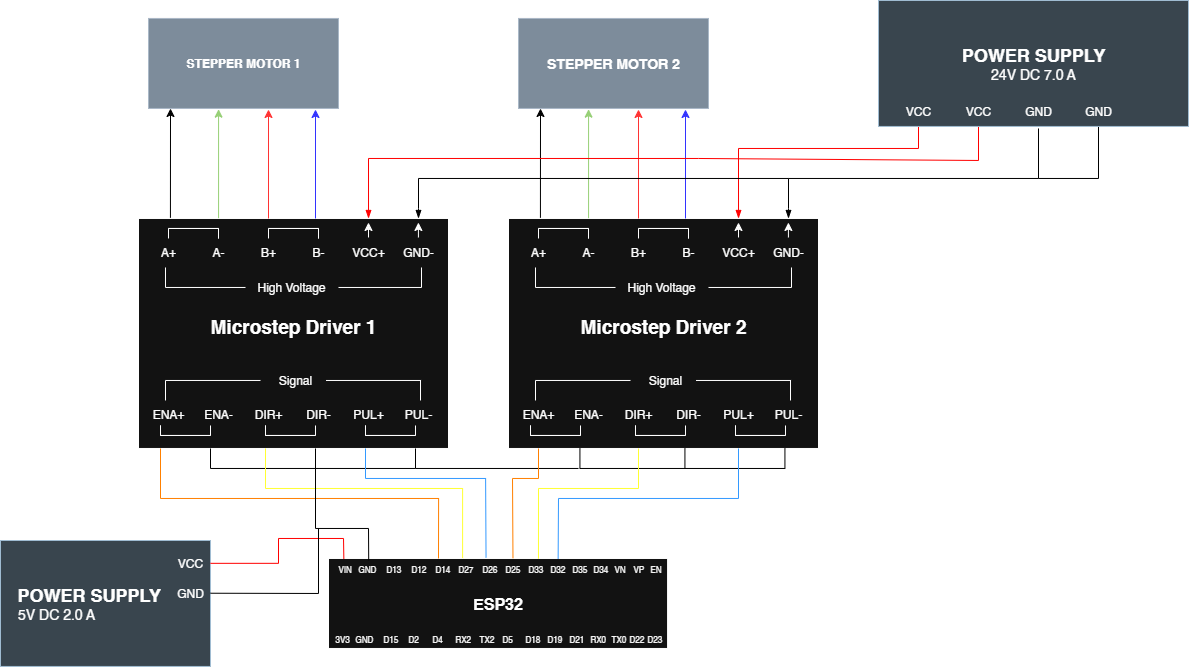 STEPPER MOTOR 1
STEPPER MOTOR 2
POWER SUPPLY
24V DC 7.0 A
VCC VCC GND GND
A+ A- B+ B- VCC+ GND-
High Voltage
Microstep Driver 1
Signal
ENA+ ENA- DIR+ DIR- PUL+ PUL-
A+ A- B+ B- VCC+ GND-
High Voltage
Microstep Driver 2
Signal
ENA+ ENA- DIR+ DIR- PUL+ PUL-
VCC
GND
POWER SUPPLY
5V DC 2.0 A
VIN GND D13 D12 D14 D27 D26 D25 D33 D32 D35 D34 VN VP EN
ESP32
3V3 GND D15 D2 D4 RX2 TX2 D5 D18 D19 D21 RX0 TX0 D22 D23